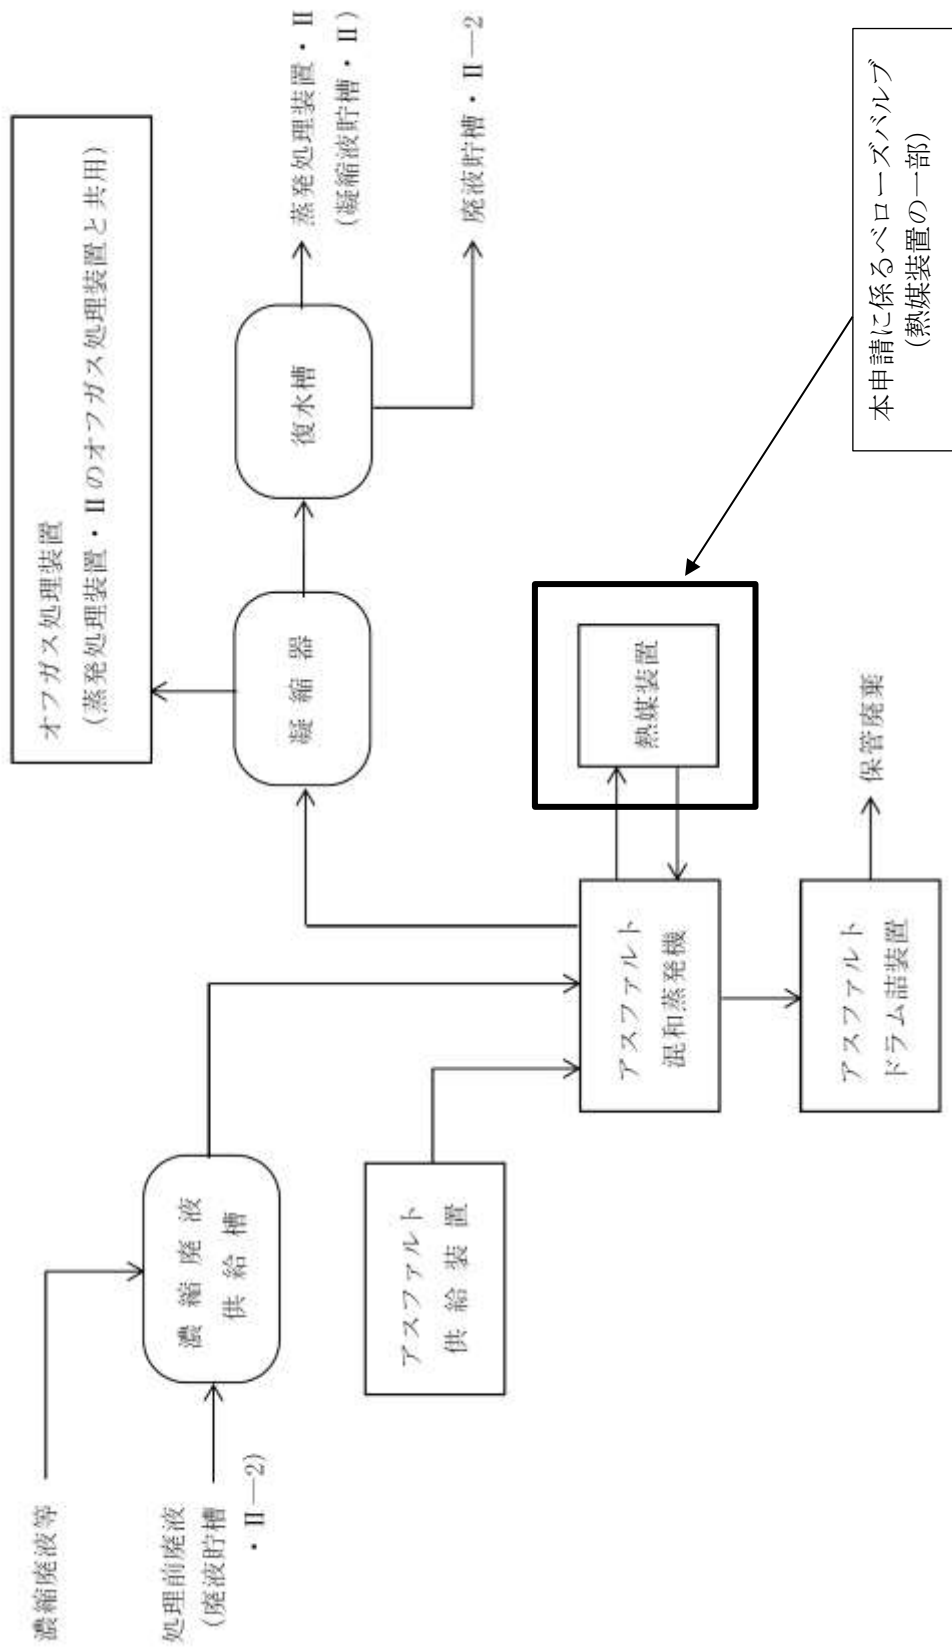 濃縮廃液等
処理前廃液
(廃液貯槽
・Ⅱ―2)
濃縮廃液
供給槽
アスファルト
供給装置
オフガス処理装置
(蒸発処理装置・Ⅱのオフガス処理装置と共用)
凝縮器
復水槽
蒸発処理装置・Ⅱ
(凝縮液貯槽・Ⅱ)
廃液貯槽・Ⅱ―2
アスファルト
混和蒸発機
熱媒装置
アスファルト
ドラム詰装置
保管廃棄
本申請に係るベローズバルブ
(熱媒装置の一部)